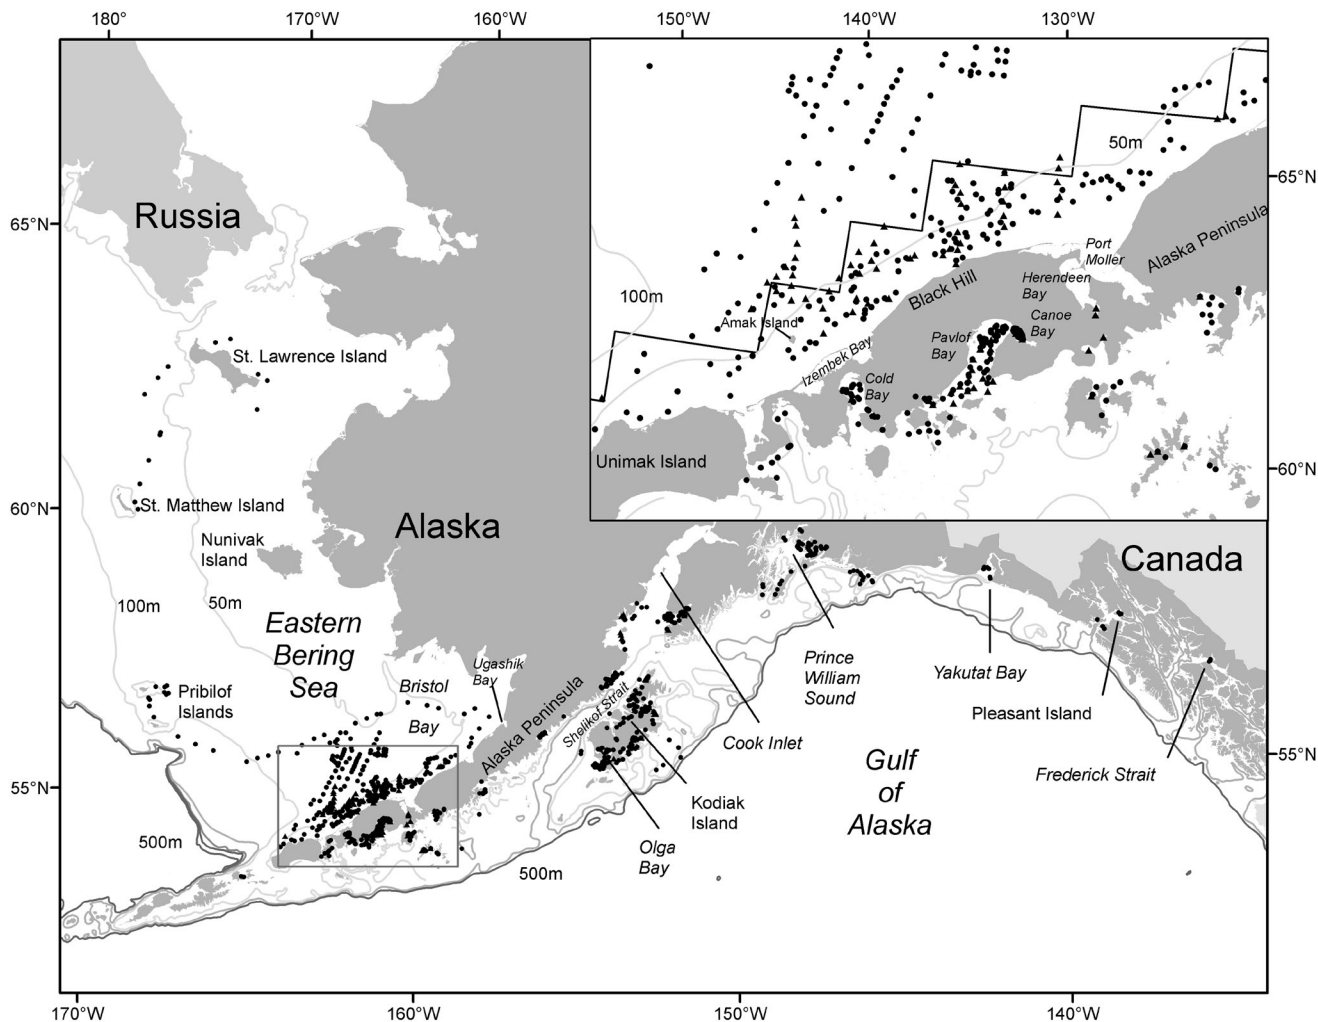 180°
170°W
160°W
150°W
140°W
130°W
65°N
60°N
55°N
65°N
60°N
55°N
170°W
160°W
150°W
140°W
Russia
St. Lawrence Island
St. Matthew Island
Nunivak
Island
Alaska
100m
50m
Eastern
Bering
Sea
Pribilof
Islands
Bristol
Bay
Ugashik
Bay
Alaska Peninsula
Shelikof Strait
500m
500m
Olga
Bay
Kodiak
Island
Cook Inlet
Prince
William
Sound
Gulf
of
Alaska
Yakutat Bay
Pleasant Island
Frederick Strait
Canada
50m
100m
Amak Island
Izembek Bay
Black Hill
Port
Moller
Herendeen
Bay
Canoe
Bay
Pavlof
Bay
Cold
Bay
Alaska Peninsula
Unimak Island